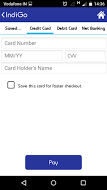 Vodafone IN 14:36
IndiGo
Saved... Credit Card Debit Card Net Banking
Card Number
MM/YY CVV
Card Holder's Name
Save this card for faster checkout
Pay